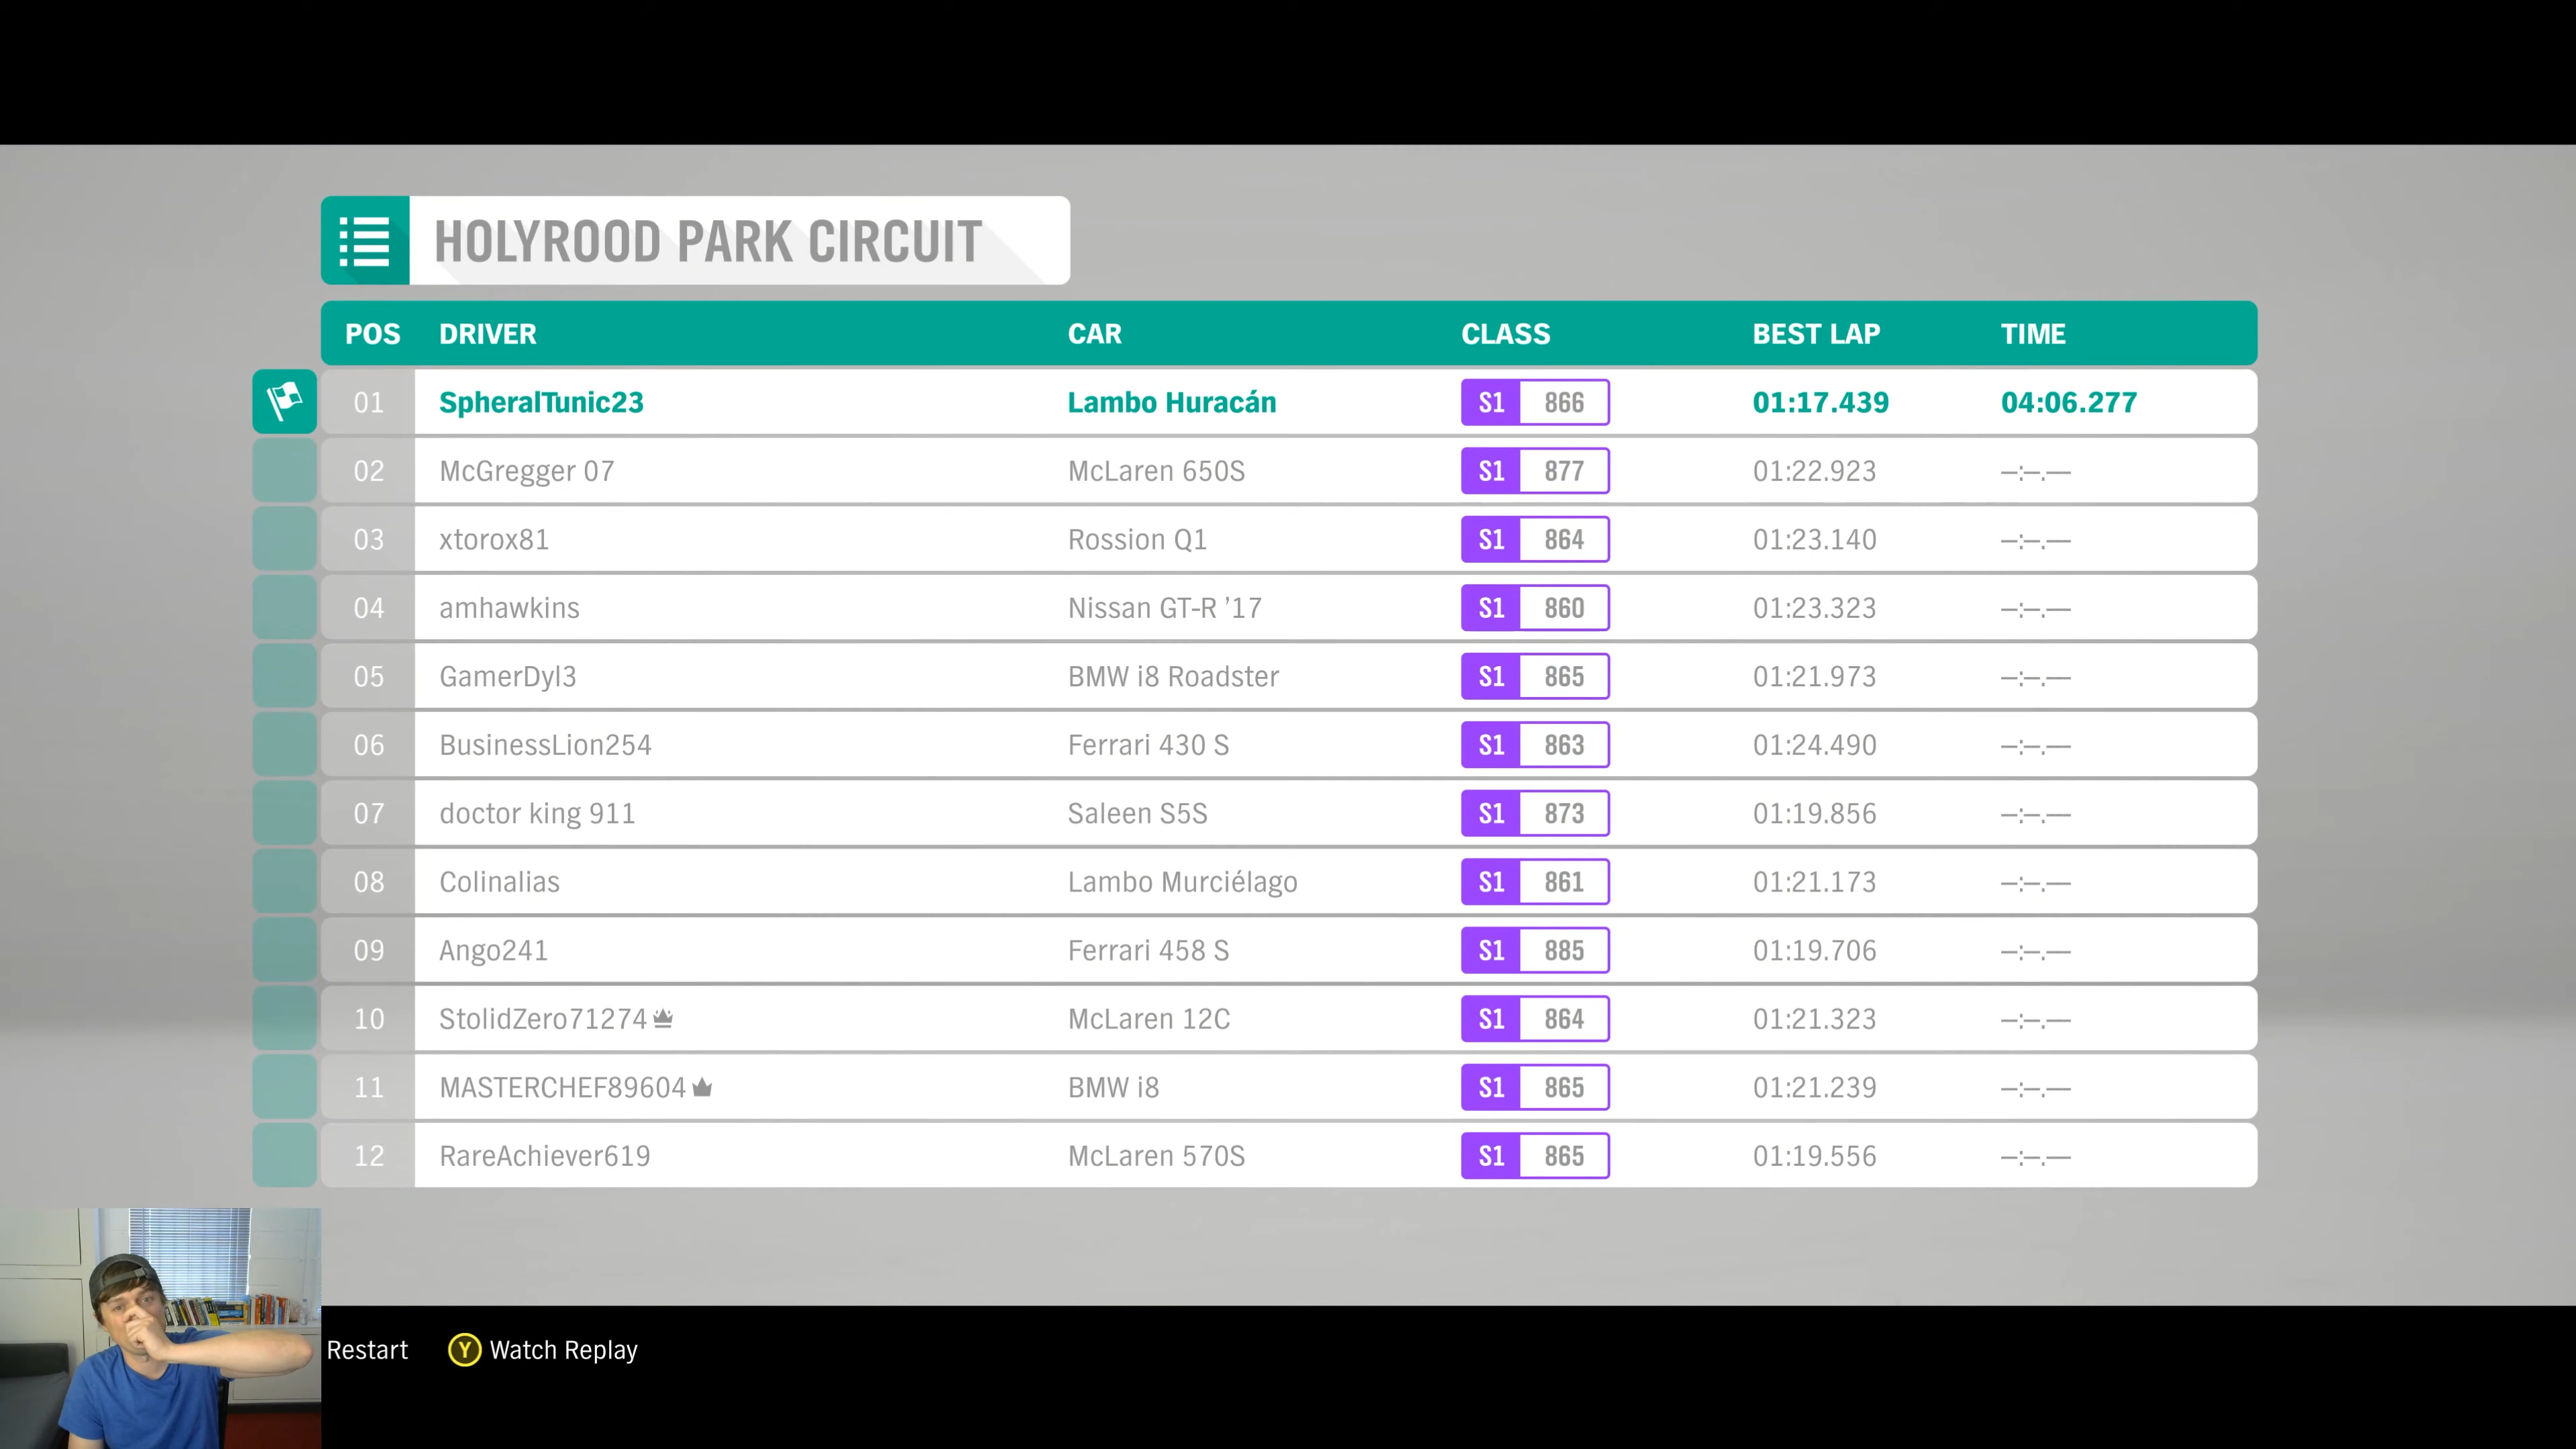 HOLYROOD PARK CIRCUIT
POS DRIVER CAR CLASS BEST LAP TIME
01 SpheralTunic23 Lambo Huracán S1 866 01:17.439 04:06.277
02 McGregger 07 McLaren 650S S1 877 01:22.923 –:–.—
03 xtorox81 Rossion Q1 S1 864 01:23.140 –:–.—
04 amhawkins Nissan GT-R ’17 S1 860 01:23.323 –:–.—
05 GamerDyl3 BMW i8 Roadster S1 865 01:21.973 –:–.—
06 BusinessLion254 Ferrari 430 S S1 863 01:24.490 –:–.—
07 doctor king 911 Saleen S5S S1 873 01:19.856 –:–.—
08 Colinalias Lambo Murciélago S1 861 01:21.173 –:–.—
09 Ango241 Ferrari 458 S S1 885 01:19.706 –:–.—
10 StolidZero71274 McLaren 12C S1 864 01:21.323 –:–.—
11 MASTERCHEF89604 BMW i8 S1 865 01:21.239 –:–.—
12 RareAchiever619 McLaren 570S S1 865 01:19.556 –:–.—
Restart Y Watch Replay